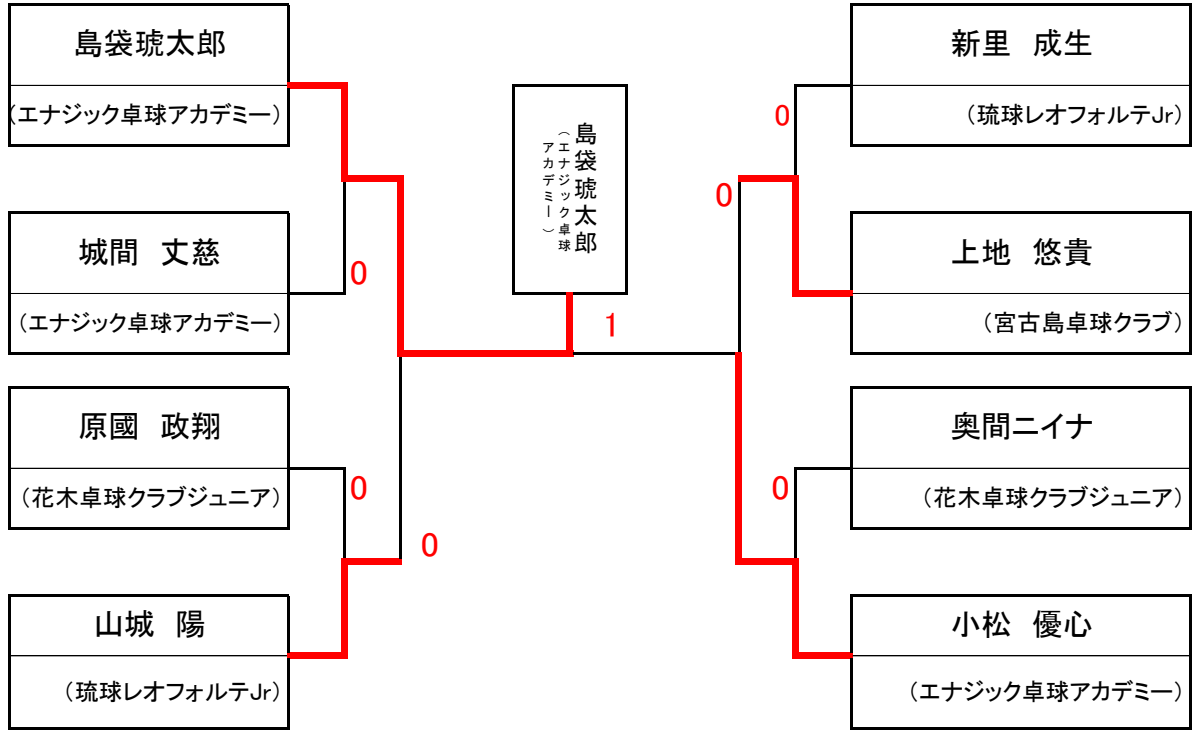 島袋琥太郎
(エナジック卓球アカデミー)
0
城間 丈慈
(エナジック卓球アカデミー)
原國 政翔
(花木卓球クラブジュニア)
0
0
山城 陽
(琉球レオフォルテJr)
島袋琥太郎
(エナジック卓球
アカデミー)
1
新里 成生
(琉球レオフォルテJr)
0
0
上地 悠貴
(宮古島卓球クラブ)
奥間ニイナ
(花木卓球クラブジュニア)
0
小松 優心
(エナジック卓球アカデミー)